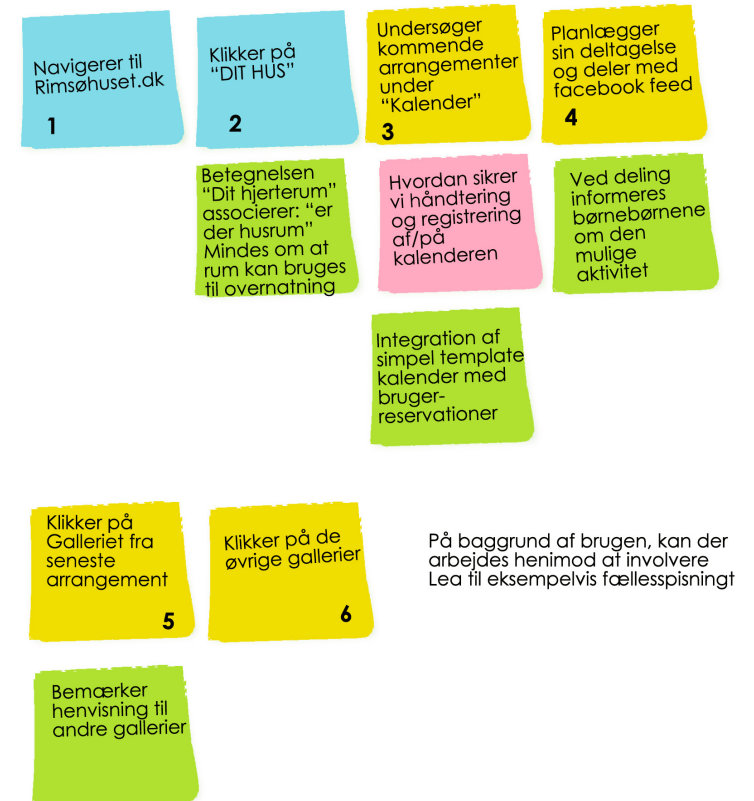 Navigerer til
Rimsøhuset.dk
1
Klikker på
“DIT HUS”
2
Undersøger
kommende
arrangementer
under
“Kalender”
3
Planlægger
sin deltagelse
og deler med
facebook feed
4
Betegnelsen
“Dit hjerterum”
associerer: “er
der husrum”
Mindes om at
rum kan bruges
til overnatning
Hvordan sikrer
vi håndtering
og registrering
af/på
kalenderen
Ved deling
informeres
børnebørnene
om den
mulige
aktivitet
Integration af
simpel template
kalender med
bruger-
reservationer
Klikker på
Galleriet fra
seneste
arrangement
5
Klikker på de
øvrige gallerier
6
På baggrund af brugen, kan der
arbejdes henimod at involvere
Lea til eksempelvis fællesspisningt
Bemærker
henvisning til
andre gallerier